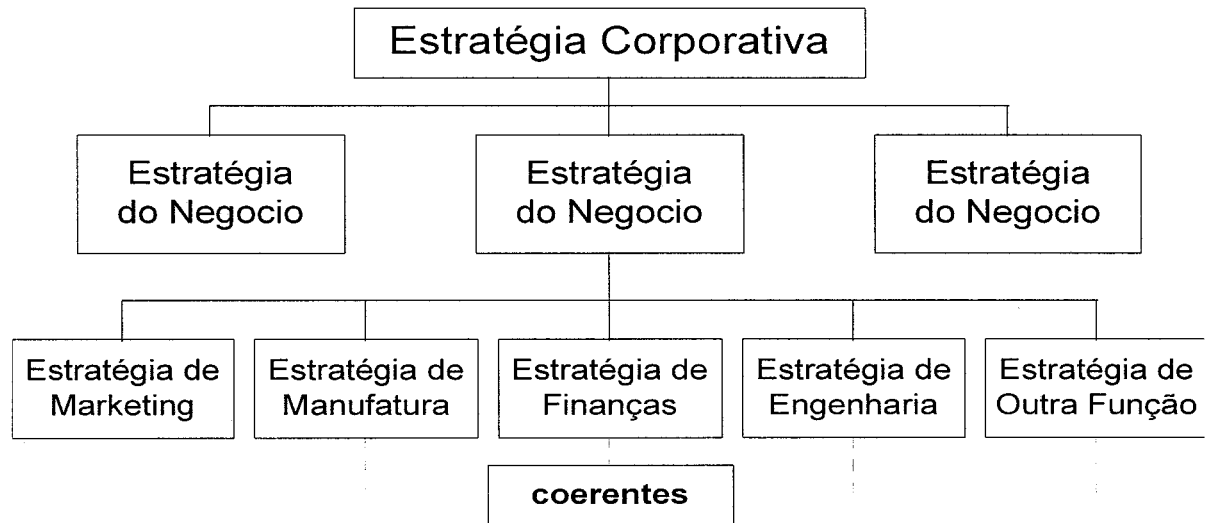 Estratégia Corporativa
Estratégia
do Negocio
Estratégia
do Negocio
Estratégia
do Negocio
Estratégia de
Marketing
Estratégia de
Manufatura
Estratégia de
Finanças
Estratégia de
Engenharia
Estratégia de
Outra Função
coerentes